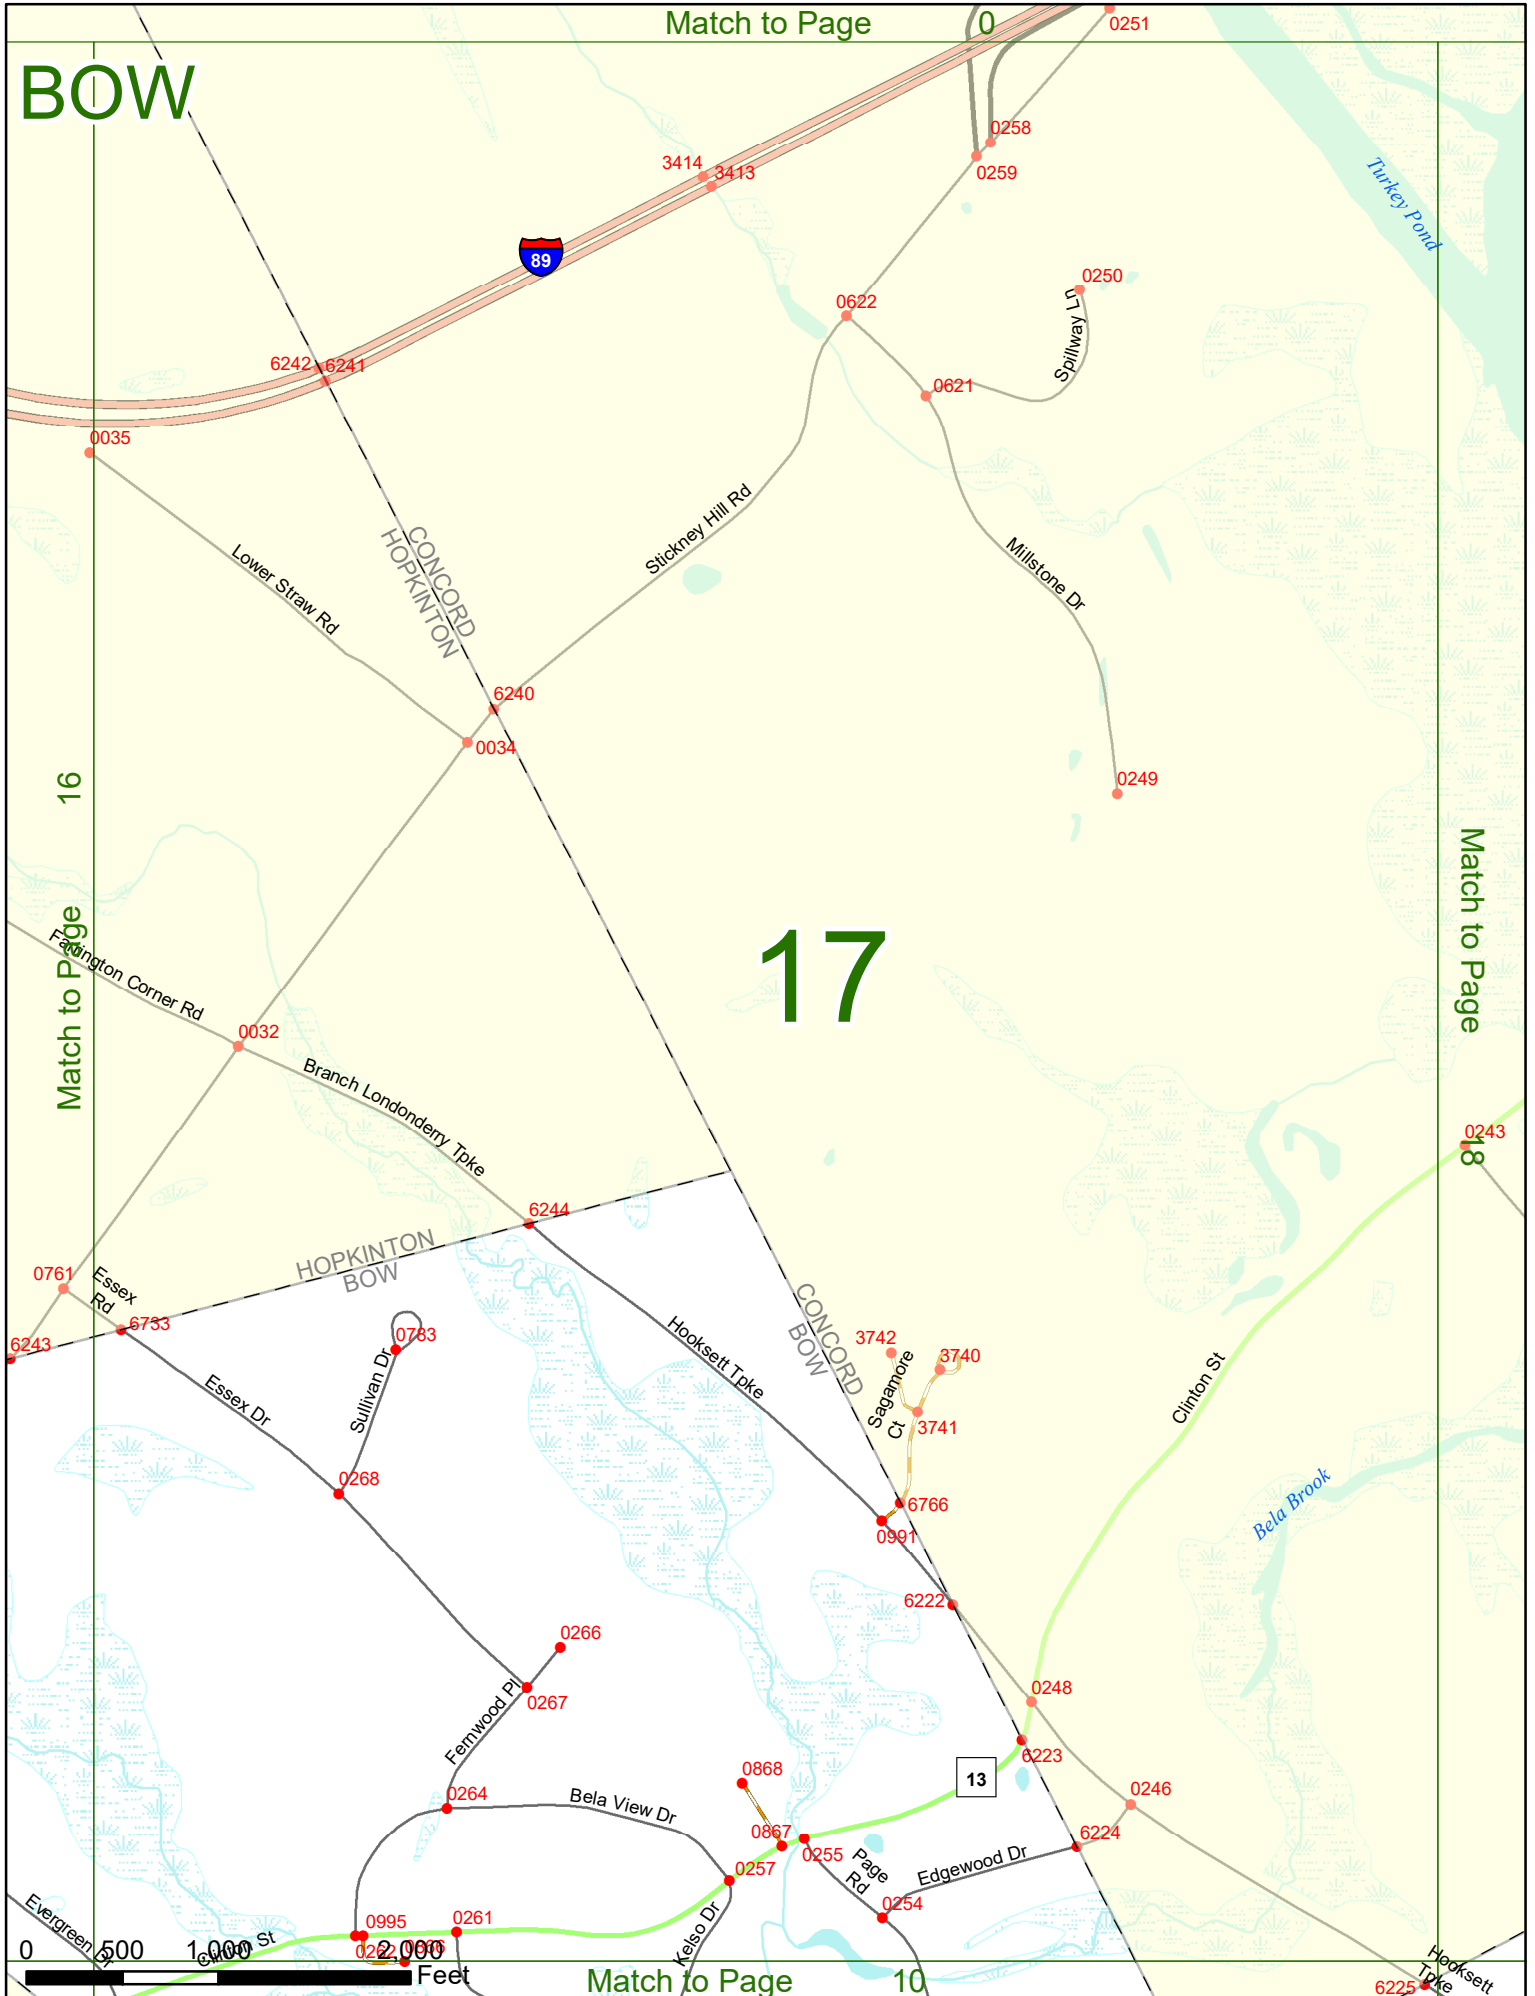 Match to Page 0
0251
BOW
0258
3414
3413
0259
Turkey Pond
89
0250
0622
Spillway Ln
6242
6241
0621
0035
CONCORD
HOPKINTON
Lower Straw Rd
Stickney Hill Rd
Millstone Dr
6240
0034
0249
Match to Page 16
Match to Page 18
17
Farrington Corner Rd
0032
Branch Londonderry Tpke
0243
6244
HOPKINTON
BOW
0761
Essex
Rd
6733
6243
0783
Hooksett Tpke
CONCORD
BOW
3742
3740
Sagamore
Ct
3741
Clinton St
Essex Dr
Sullivan Dr
0268
6766
0991
Bela Brook
6222
0266
0267
0248
Fernwood Pl
6223
13
0868
0246
0264
Bela View Dr
0867
0255
6224
Page
Rd
Edgewood Dr
0257
0254
Evergreen Dr
0995
0261
Kelso Dr
Clinton St
0262
0866
0 500 1,000 2,000
Feet
Match to Page 10
Hooksett
Tpke
6225